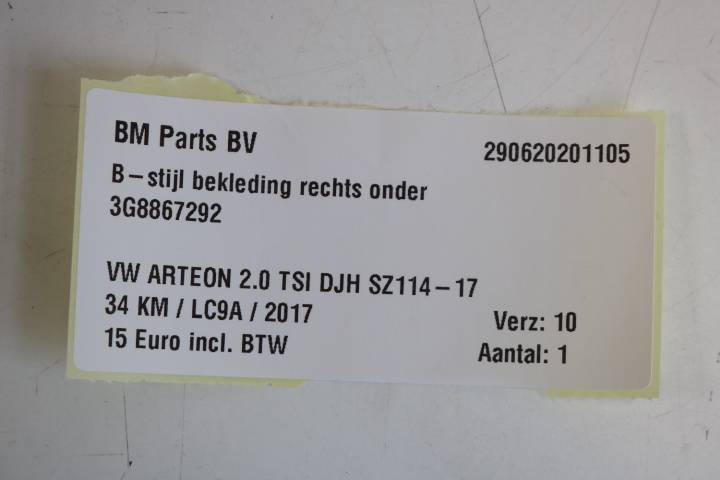 BM Parts BV 290620201105
B-stijl bekleding rechts onder
3G8867292
VW ARTEON 2.0 TSI DJH SZ114-17
34 KM / LC9A / 2017 Verz: 10
15 Euro incl. BTW Aantal: 1